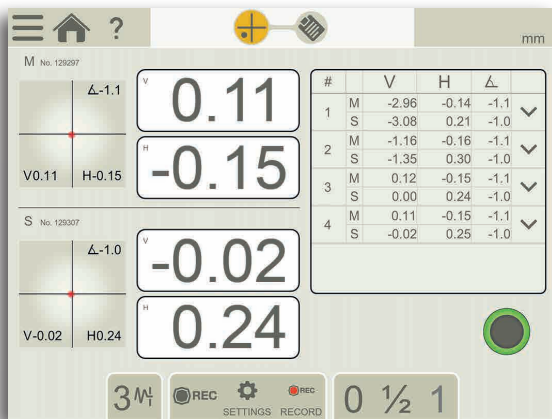 ?
mm
M No. 129297
∡-1.1
V0.11 H-0.15
V 0.11
H -0.15
S No. 129307
∡-1.0
V-0.02 H0.24
V -0.02
H 0.24
# V H ∡
1 M -2.96 -0.14 -1.1
S -3.08 0.21 -1.0
2 M -1.16 -0.16 -1.1
S -1.35 0.30 -1.0
3 M 0.12 -0.15 -1.1
S 0.00 0.24 -1.0
4 M 0.11 -0.15 -1.1
S -0.02 0.25 -1.0
3
REC
SETTINGS
REC
RECORD
0 ½ 1